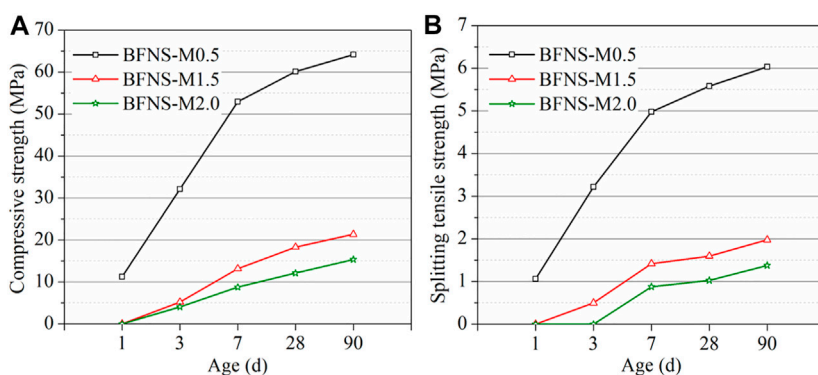 A
Compressive strength (MPa)
70
60
50
40
30
20
10
0
BFNS-M0.5
BFNS-M1.5
BFNS-M2.0
1 3 7 28 90
Age (d)
B
Splitting tensile strength (MPa)
7
6
5
4
3
2
1
0
BFNS-M0.5
BFNS-M1.5
BFNS-M2.0
1 3 7 28 90
Age (d)